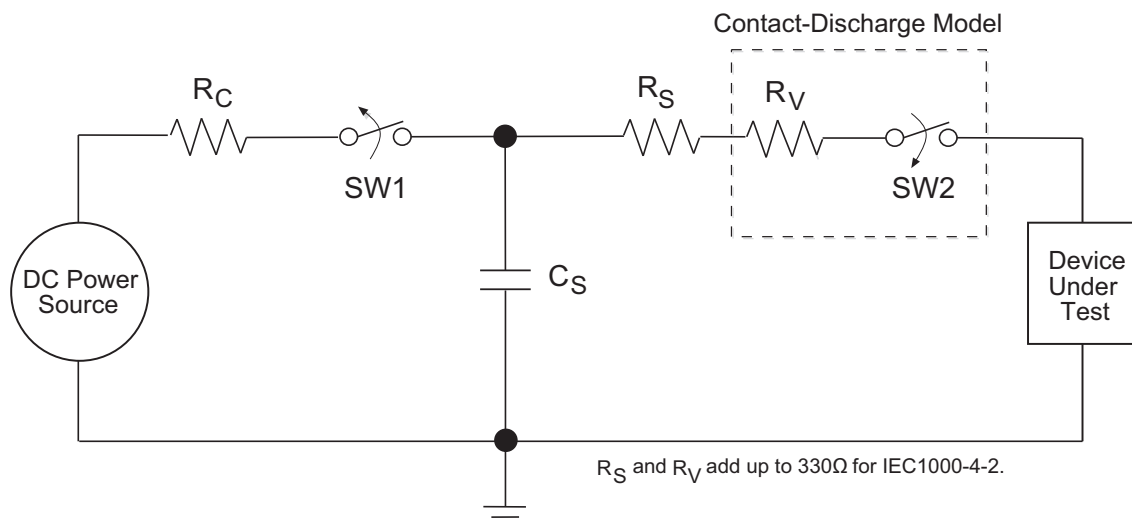 Contact-Discharge Model
RC
RS
RV
SW1
SW2
DC Power
Source
CS
Device
Under
Test
RS and RV add up to 330Ω for IEC1000-4-2.